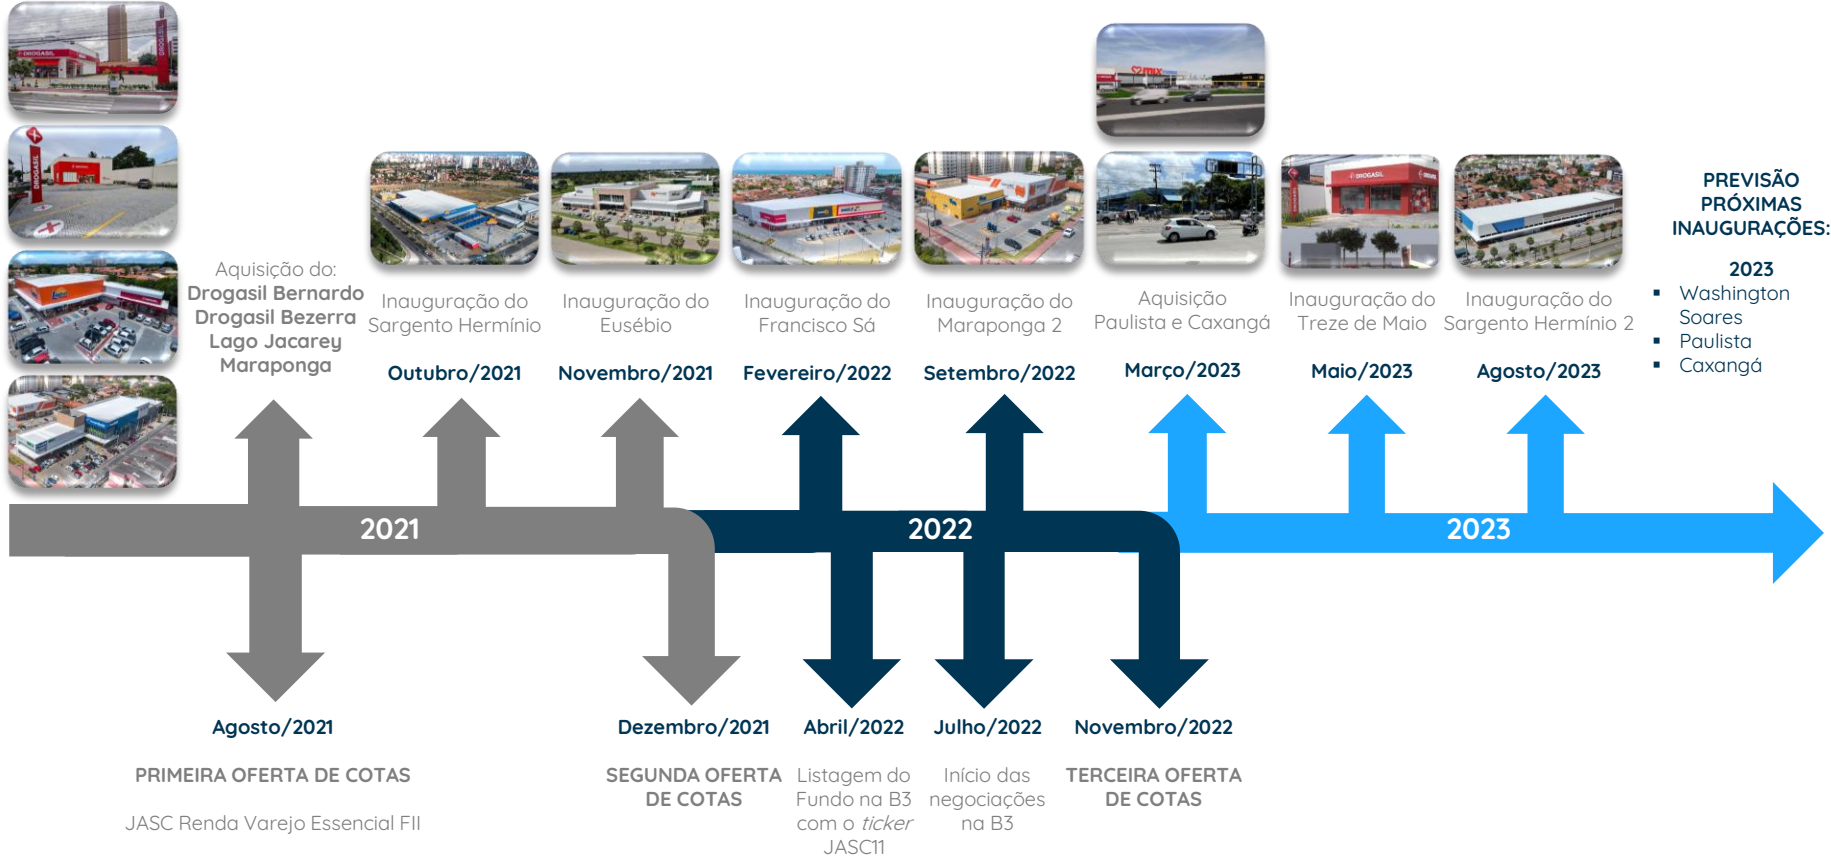 Aquisição do:
Drogasil Bernardo
Drogasil Bezerra
Lago Jacarey
Maraponga
Inauguração do
Sargento Hermínio
Outubro/2021
Inauguração do
Eusébio
Novembro/2021
Inauguração do
Francisco Sá
Fevereiro/2022
Inauguração do
Maraponga 2
Setembro/2022
Aquisição
Paulista e Caxangá
Março/2023
Inauguração do
Treze de Maio
Maio/2023
Inauguração do
Sargento Hermínio 2
Agosto/2023
PREVISÃO
PRÓXIMAS
INAUGURAÇÕES:
2023
▪ Washington
Soares
▪ Paulista
▪ Caxangá
2021
2022
2023
Agosto/2021
PRIMEIRA OFERTA DE COTAS
JASC Renda Varejo Essencial FII
Dezembro/2021
SEGUNDA OFERTA
DE COTAS
Abril/2022
Listagem do
Fundo na B3
com o ticker
JASC11
Julho/2022
Início das
negociações
na B3
Novembro/2022
TERCEIRA OFERTA
DE COTAS
DROGASIL
DROGASIL
mix
DROGASIL